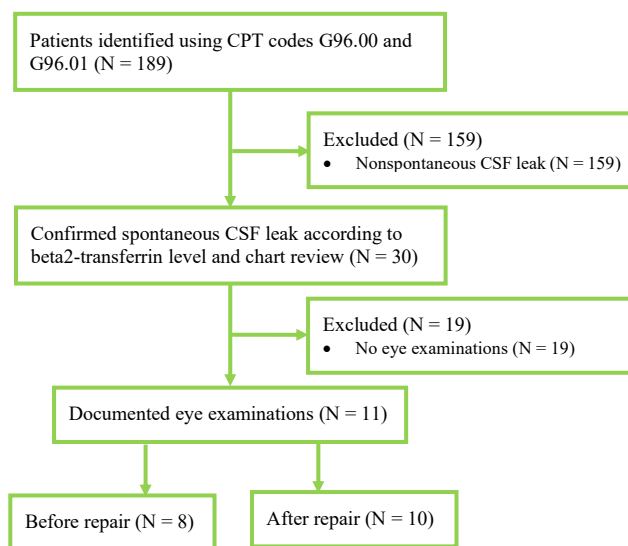 Patients identified using CPT codes G96.00 and
G96.01 (N = 189)
Excluded (N = 159)
• Nonspontaneous CSF leak (N = 159)
Confirmed spontaneous CSF leak according to
beta2-transferrin level and chart review (N = 30)
Excluded (N = 19)
• No eye examinations (N = 19)
Documented eye examinations (N = 11)
Before repair (N = 8)
After repair (N = 10)